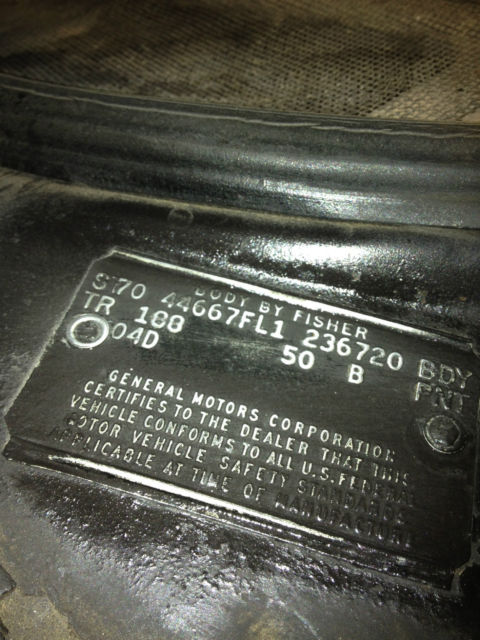 BODY BY FISHER
ST70 44667FL1 236720 BDY
TR 188 50 B PNT
04D
GENERAL MOTORS CORPORATION
CERTIFIES TO THE DEALER THAT THIS
VEHICLE CONFORMS TO ALL U.S. FEDERAL
MOTOR VEHICLE SAFETY STANDARDS
APPLICABLE AT TIME OF MANUFACTURE